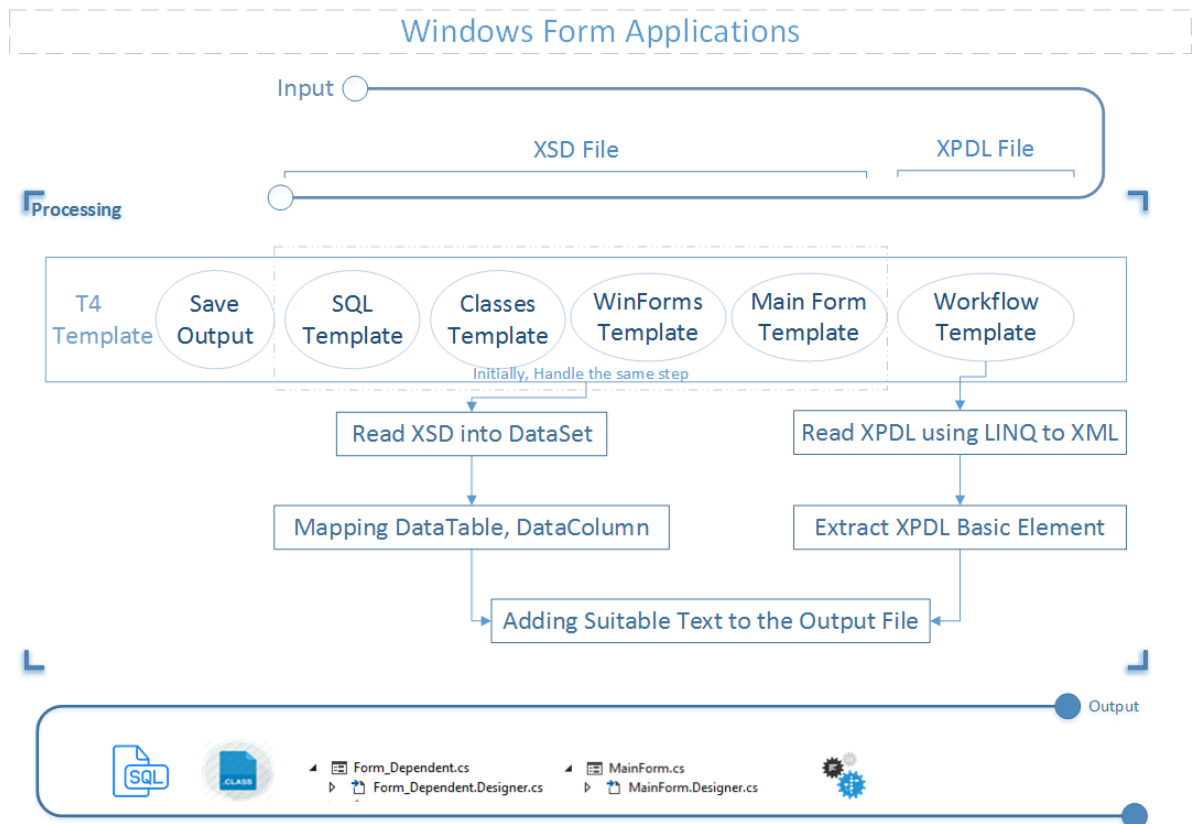 Windows Form Applications
Input
XSD File
XPDL File
Processing
T4
Template
Save
Output
SQL
Template
Classes
Template
WinForms
Template
Main Form
Template
Workflow
Template
Initially, Handle the same step
Read XSD into DataSet
Read XPDL using LINQ to XML
Mapping DataTable, DataColumn
Extract XPDL Basic Element
Adding Suitable Text to the Output File
Output
SQL
.CLASS
Form_Dependent.cs
Form_Dependent.Designer.cs
MainForm.cs
MainForm.Designer.cs